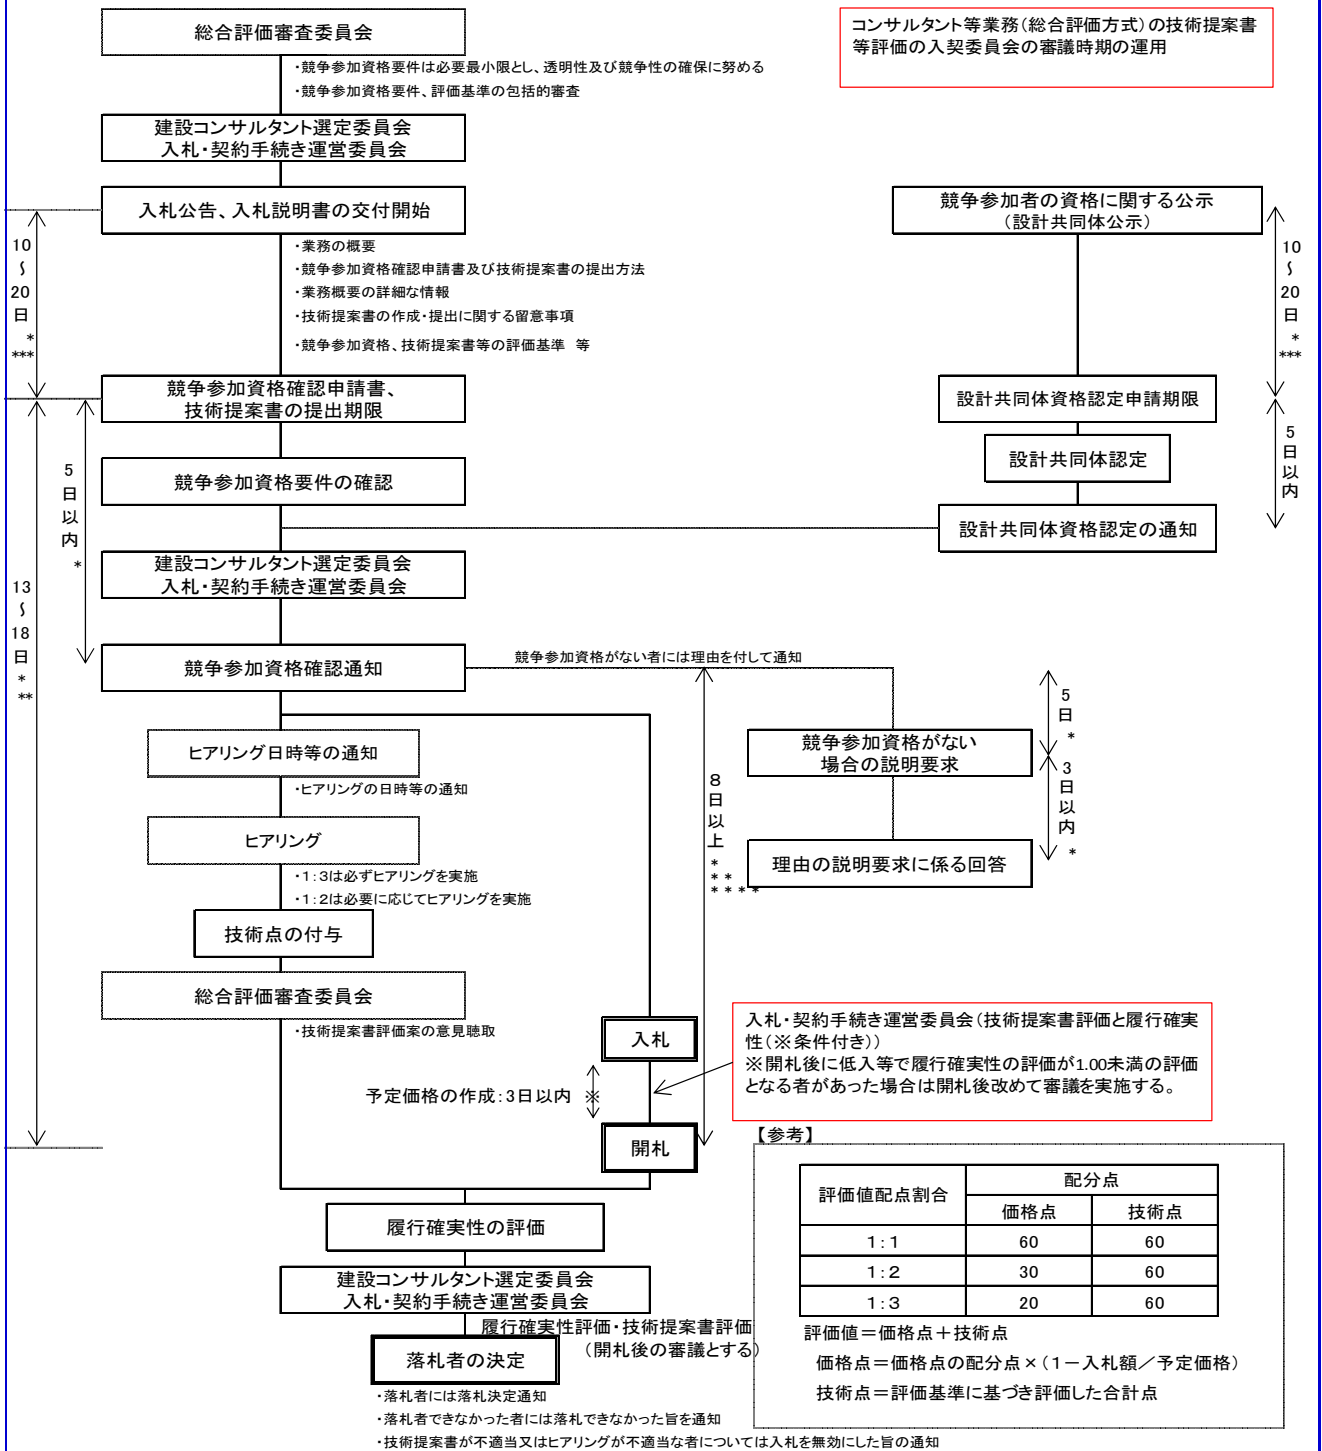 総合評価審査委員会
コンサルタント等業務(総合評価方式)の技術提案書
等評価の入契委員会の審議時期の運用
・競争参加資格要件は必要最小限とし、透明性及び競争性の確保に努める
・競争参加資格要件、評価基準の包括的審査
建設コンサルタント選定委員会
入札・契約手続き運営委員会
入札公告、入札説明書の交付開始
競争参加者の資格に関する公示
(設計共同体公示)
10
〜
20
日
*
***
・業務の概要
・競争参加資格確認申請書及び技術提案書の提出方法
・業務概要の詳細な情報
・技術提案書の作成・提出に関する留意事項
・競争参加資格、技術提案書等の評価基準 等
10
〜
20
日
*
***
競争参加資格確認申請書、
技術提案書の提出期限
設計共同体資格認定申請期限
5
日
以
内
*
5
日
以
内
設計共同体認定
競争参加資格要件の確認
設計共同体資格認定の通知
建設コンサルタント選定委員会
入札・契約手続き運営委員会
13
〜
18
日
*
**
競争参加資格確認通知
競争参加資格がない者には理由を付して通知
5
日
*
ヒアリング日時等の通知
競争参加資格がない
場合の説明要求
・ヒアリングの日時等の通知
8
日
以
上
*
**
****
3
日
以
内
*
ヒアリング
理由の説明要求に係る回答
・1:3は必ずヒアリングを実施
・1:2は必要に応じてヒアリングを実施
技術点の付与
総合評価審査委員会
・技術提案書評価案の意見聴取
入札
入札・契約手続き運営委員会(技術提案書評価と履行確実
性(※条件付き))
※開札後に低入等で履行確実性の評価が1.00未満の評価
となる者があった場合は開札後改めて審議を実施する。
予定価格の作成:3日以内 ※
開札
【参考】
評価値配点割合 配分点
価格点 技術点
1:1 60 60
1:2 30 60
1:3 20 60
評価値=価格点+技術点
価格点=価格点の配分点×(1-入札額/予定価格)
技術点=評価基準に基づき評価した合計点
履行確実性の評価
建設コンサルタント選定委員会
入札・契約手続き運営委員会
履行確実性評価・技術提案書評価
(開札後の審議とする)
落札者の決定
・落札者には落札決定通知
・落札者できなかった者には落札できなかった旨を通知
・技術提案書が不適当又はヒアリングが不適当な者については入札を無効にした旨の通知